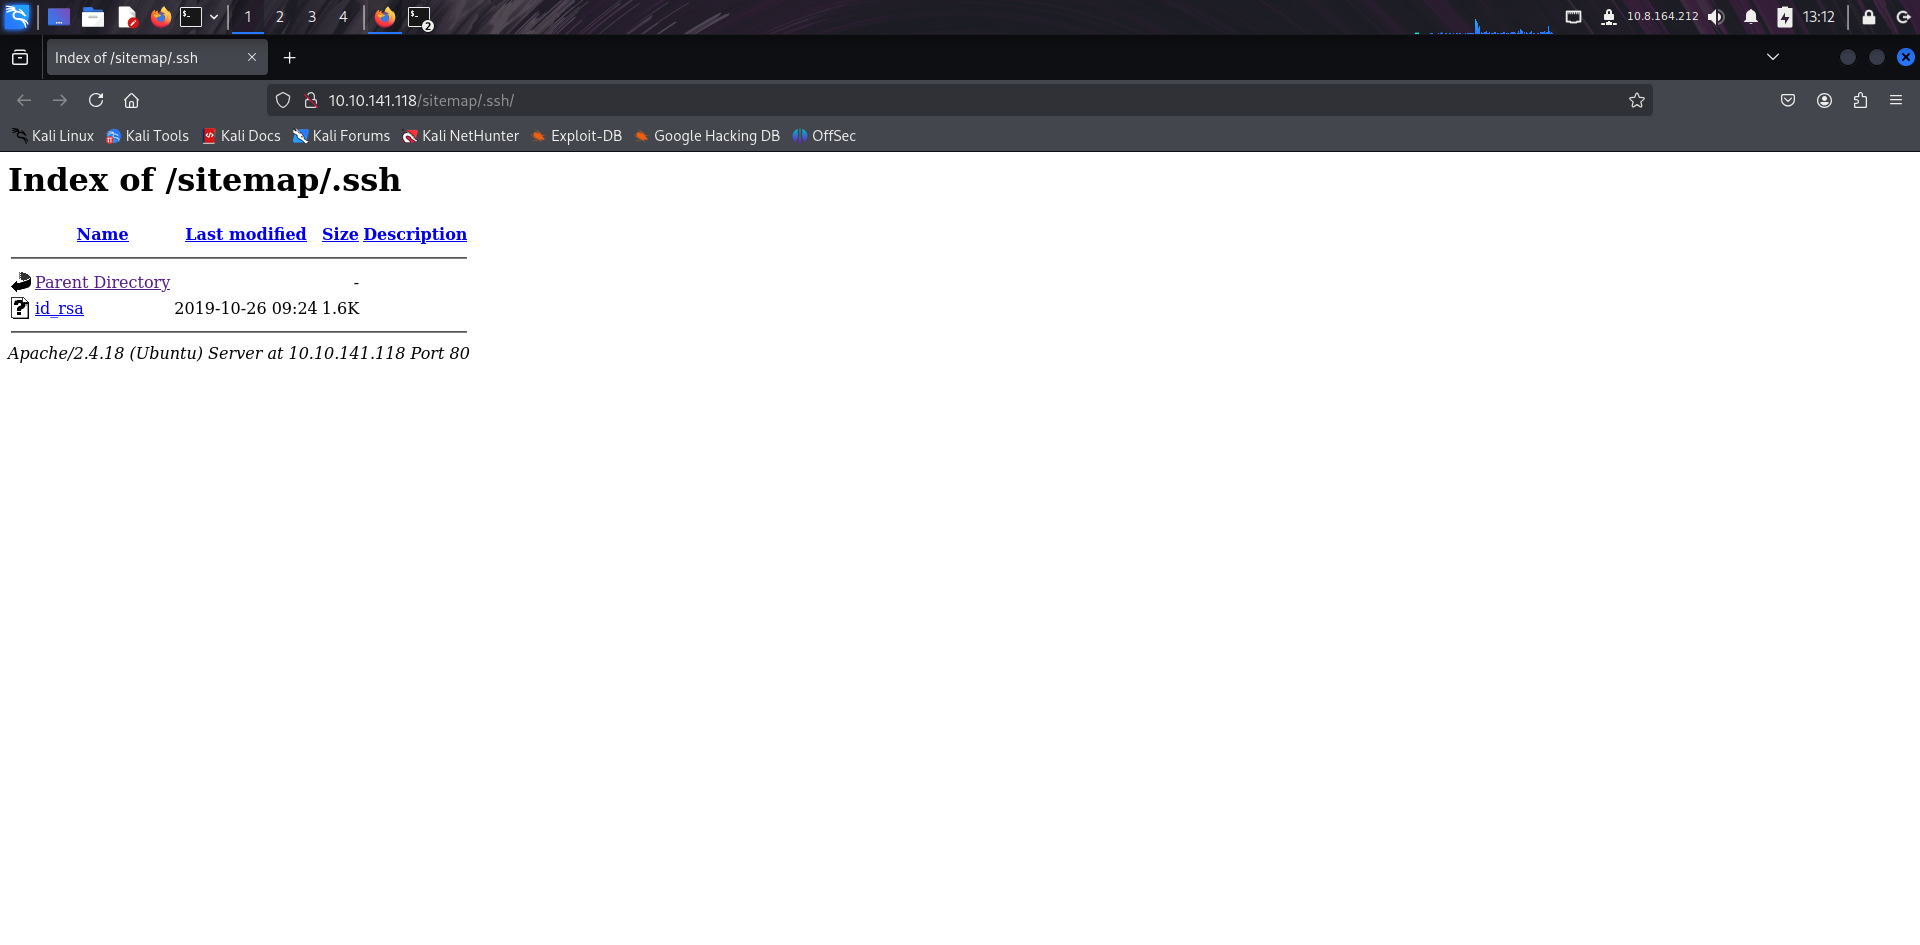 1 2 3 4 2 10.8.164.212 13:12
Index of /sitemap/.ssh
10.10.141.118/sitemap/.ssh/
Kali Linux Kali Tools Kali Docs Kali Forums Kali NetHunter Exploit-DB Google Hacking DB OffSec
Index of /sitemap/.ssh
Name Last modified Size Description
Parent Directory -
id_rsa 2019-10-26 09:24 1.6K
Apache/2.4.18 (Ubuntu) Server at 10.10.141.118 Port 80